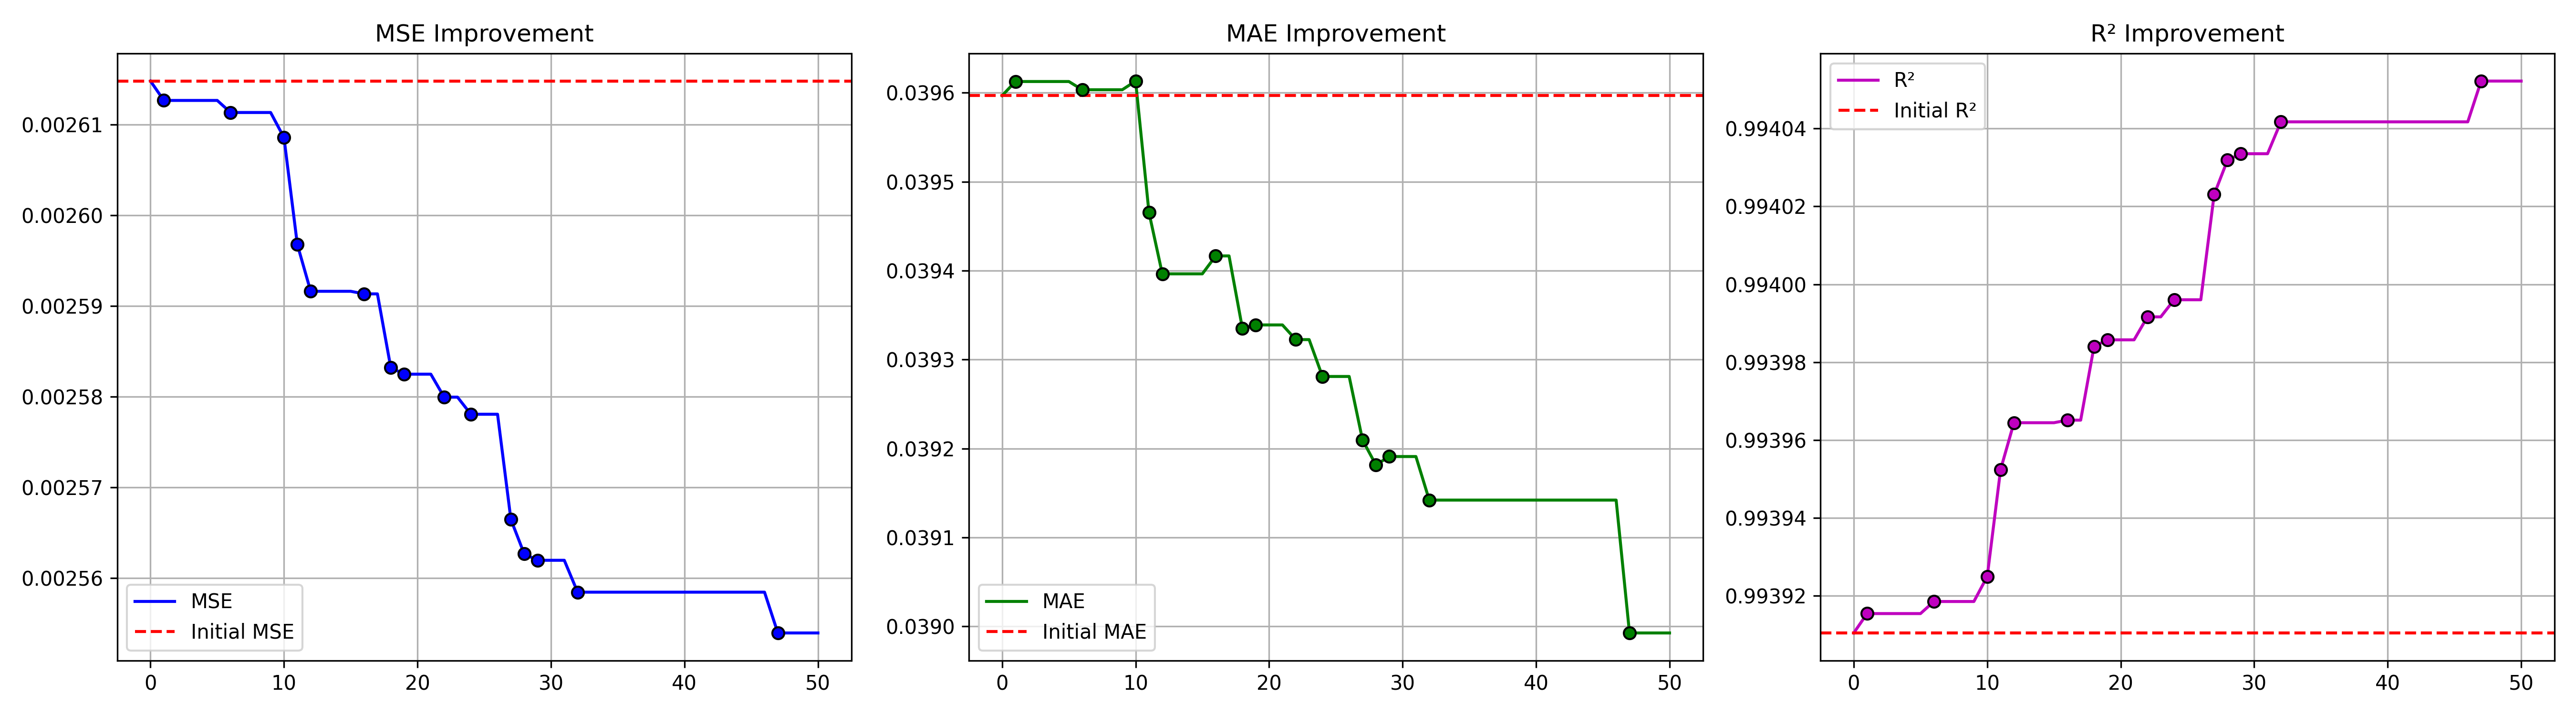 MSE Improvement
0.00261
0.00260
0.00259
0.00258
0.00257
0.00256
MSE
Initial MSE
0 10 20 30 40 50
MAE Improvement
0.0396
0.0395
0.0394
0.0393
0.0392
0.0391
0.0390
MAE
Initial MAE
0 10 20 30 40 50
R² Improvement
R²
Initial R²
0.99404
0.99402
0.99400
0.99398
0.99396
0.99394
0.99392
0 10 20 30 40 50